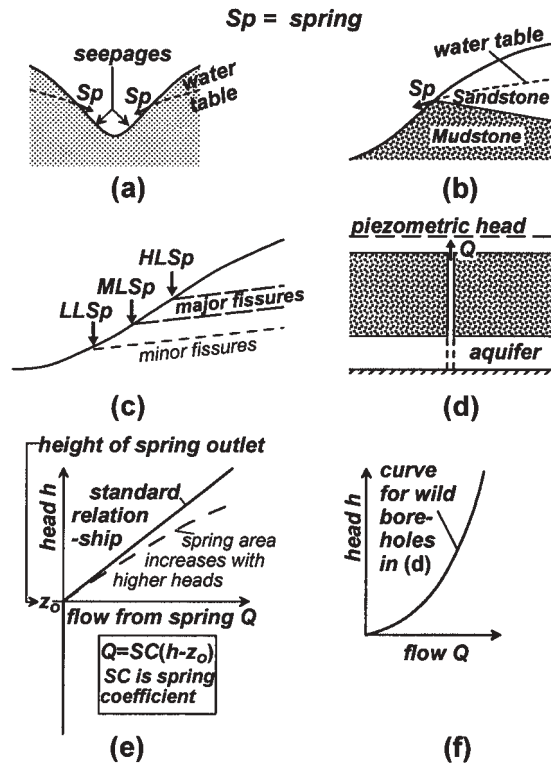 Sp = spring
seepages
Sp
Sp
water
table
(a)
water table
Sp
Sandstone
Mudstone
(b)
HLSp
MLSp
LLSp
major fissures
minor fissures
(c)
piezometric head
Q
aquifer
(d)
height of spring outlet
head h
standard
relation
-ship
spring area
increases with
higher heads
zo
flow from spring Q
Q=SC(h-zo)
SC is spring
coefficient
(e)
head h
curve
for wild
bore-
holes
in (d)
flow Q
(f)